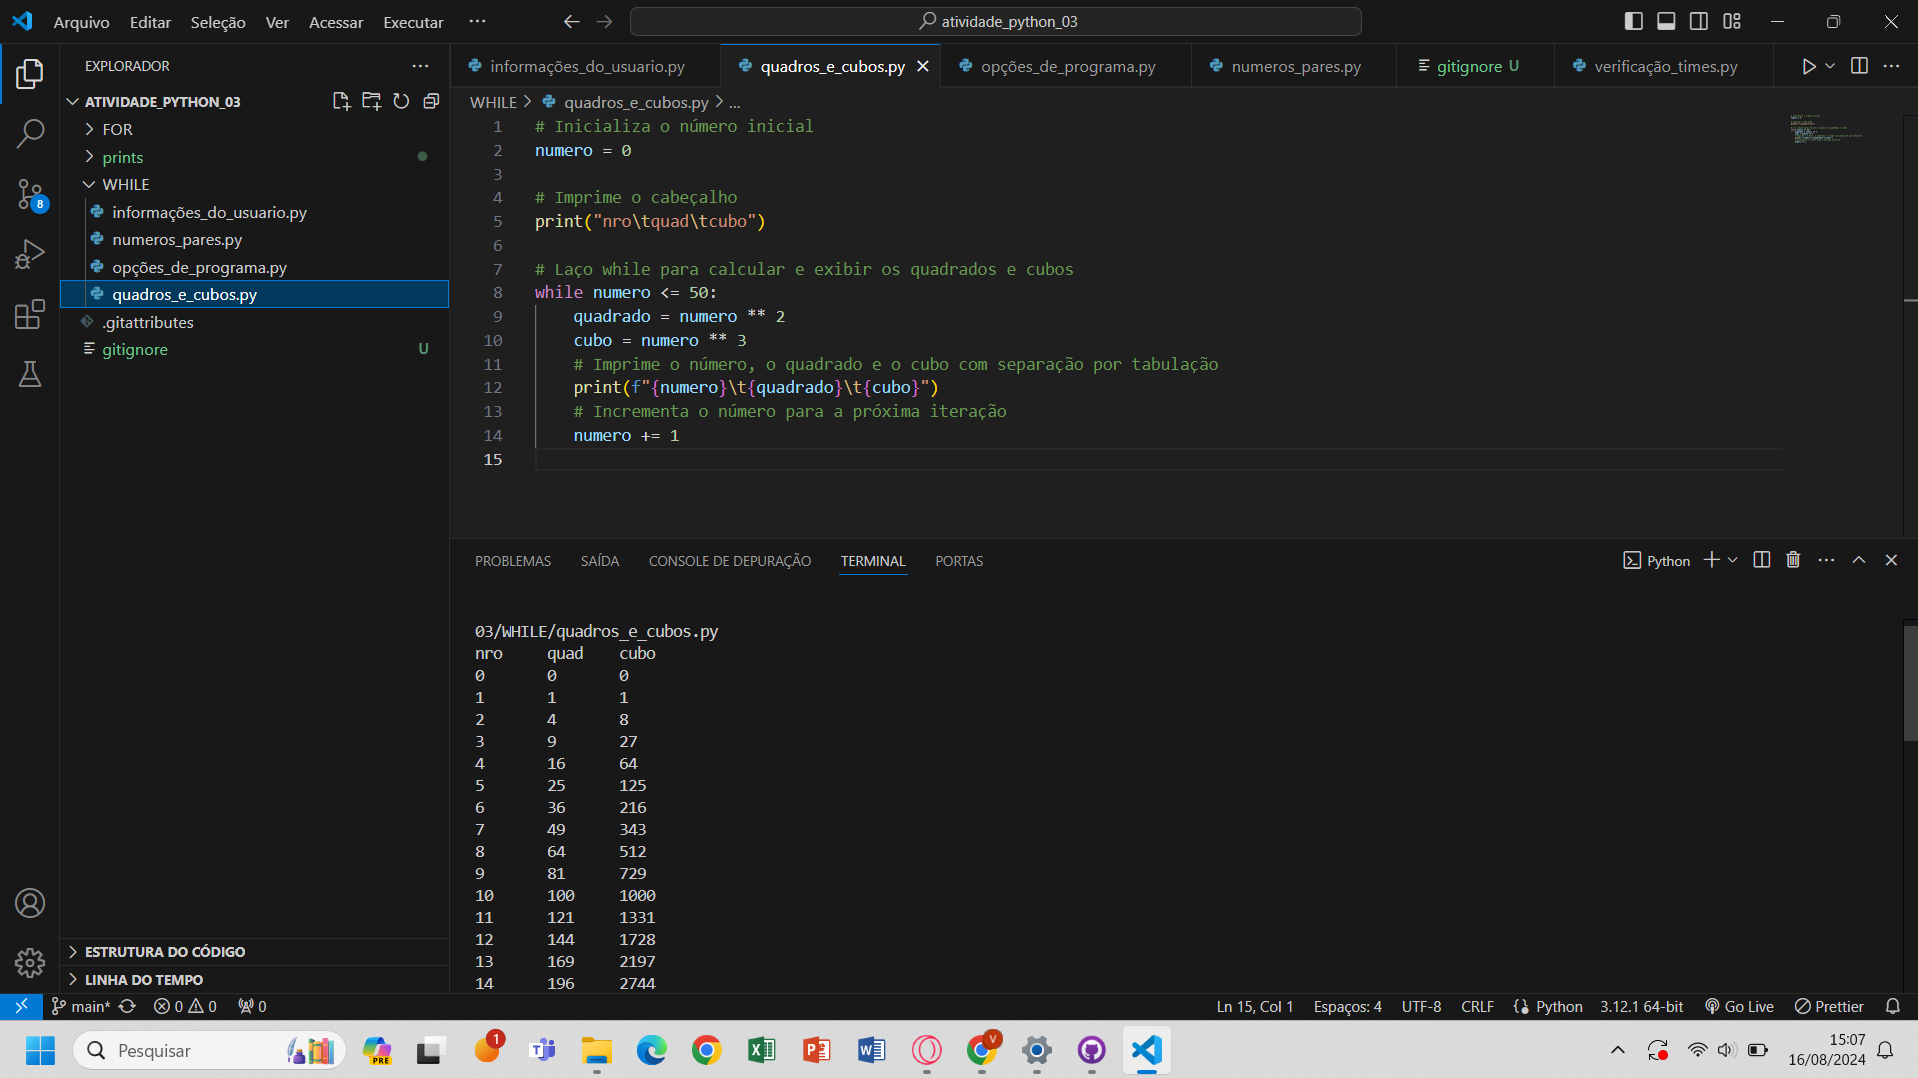 Arquivo Editar Seleção Ver Acessar Executar ···
atividade_python_03
EXPLORADOR
ATIVIDADE_PYTHON_03
FOR
prints
WHILE
informações_do_usuario.py
numeros_pares.py
opções_de_programa.py
quadros_e_cubos.py
.gitattributes
gitignore U
ESTRUTURA DO CÓDIGO
LINHA DO TEMPO
8
informações_do_usuario.py quadros_e_cubos.py opções_de_programa.py numeros_pares.py gitignore U verificação_times.py
WHILE > quadros_e_cubos.py > ...
1 # Inicializa o número inicial
2 numero = 0
3
4 # Imprime o cabeçalho
5 print("nro\tquad\tcubo")
6
7 # Laço while para calcular e exibir os quadrados e cubos
8 while numero <= 50:
9 quadrado = numero ** 2
10 cubo = numero ** 3
11 # Imprime o número, o quadrado e o cubo com separação por tabulação
12 print(f"{numero}\t{quadrado}\t{cubo}")
13 # Incrementa o número para a próxima iteração
14 numero += 1
15
PROBLEMAS SAÍDA CONSOLE DE DEPURAÇÃO TERMINAL PORTAS
Python
03/WHILE/quadros_e_cubos.py
nro quad cubo
0 0 0
1 1 1
2 4 8
3 9 27
4 16 64
5 25 125
6 36 216
7 49 343
8 64 512
9 81 729
10 100 1000
11 121 1331
12 144 1728
13 169 2197
14 196 2744
main* 0 0 0
Ln 15, Col 1 Espaços: 4 UTF-8 CRLF Python 3.12.1 64-bit Go Live Prettier
Pesquisar
PRE
1
V
15:07
16/08/2024